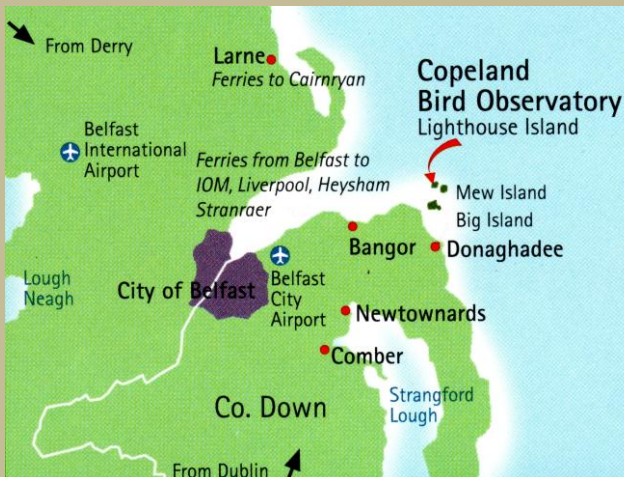 From Derry
Larne
Ferries to Cairnryan
Copeland
Bird Observatory
Lighthouse Island
Belfast
International
Airport
Ferries from Belfast to
IOM, Liverpool, Heysham
Stranraer
Mew Island
Big Island
Bangor
Donaghadee
Lough
Neagh
City of Belfast
Belfast
City
Airport
Newtownards
Comber
Strangford
Lough
Co. Down
From Dublin